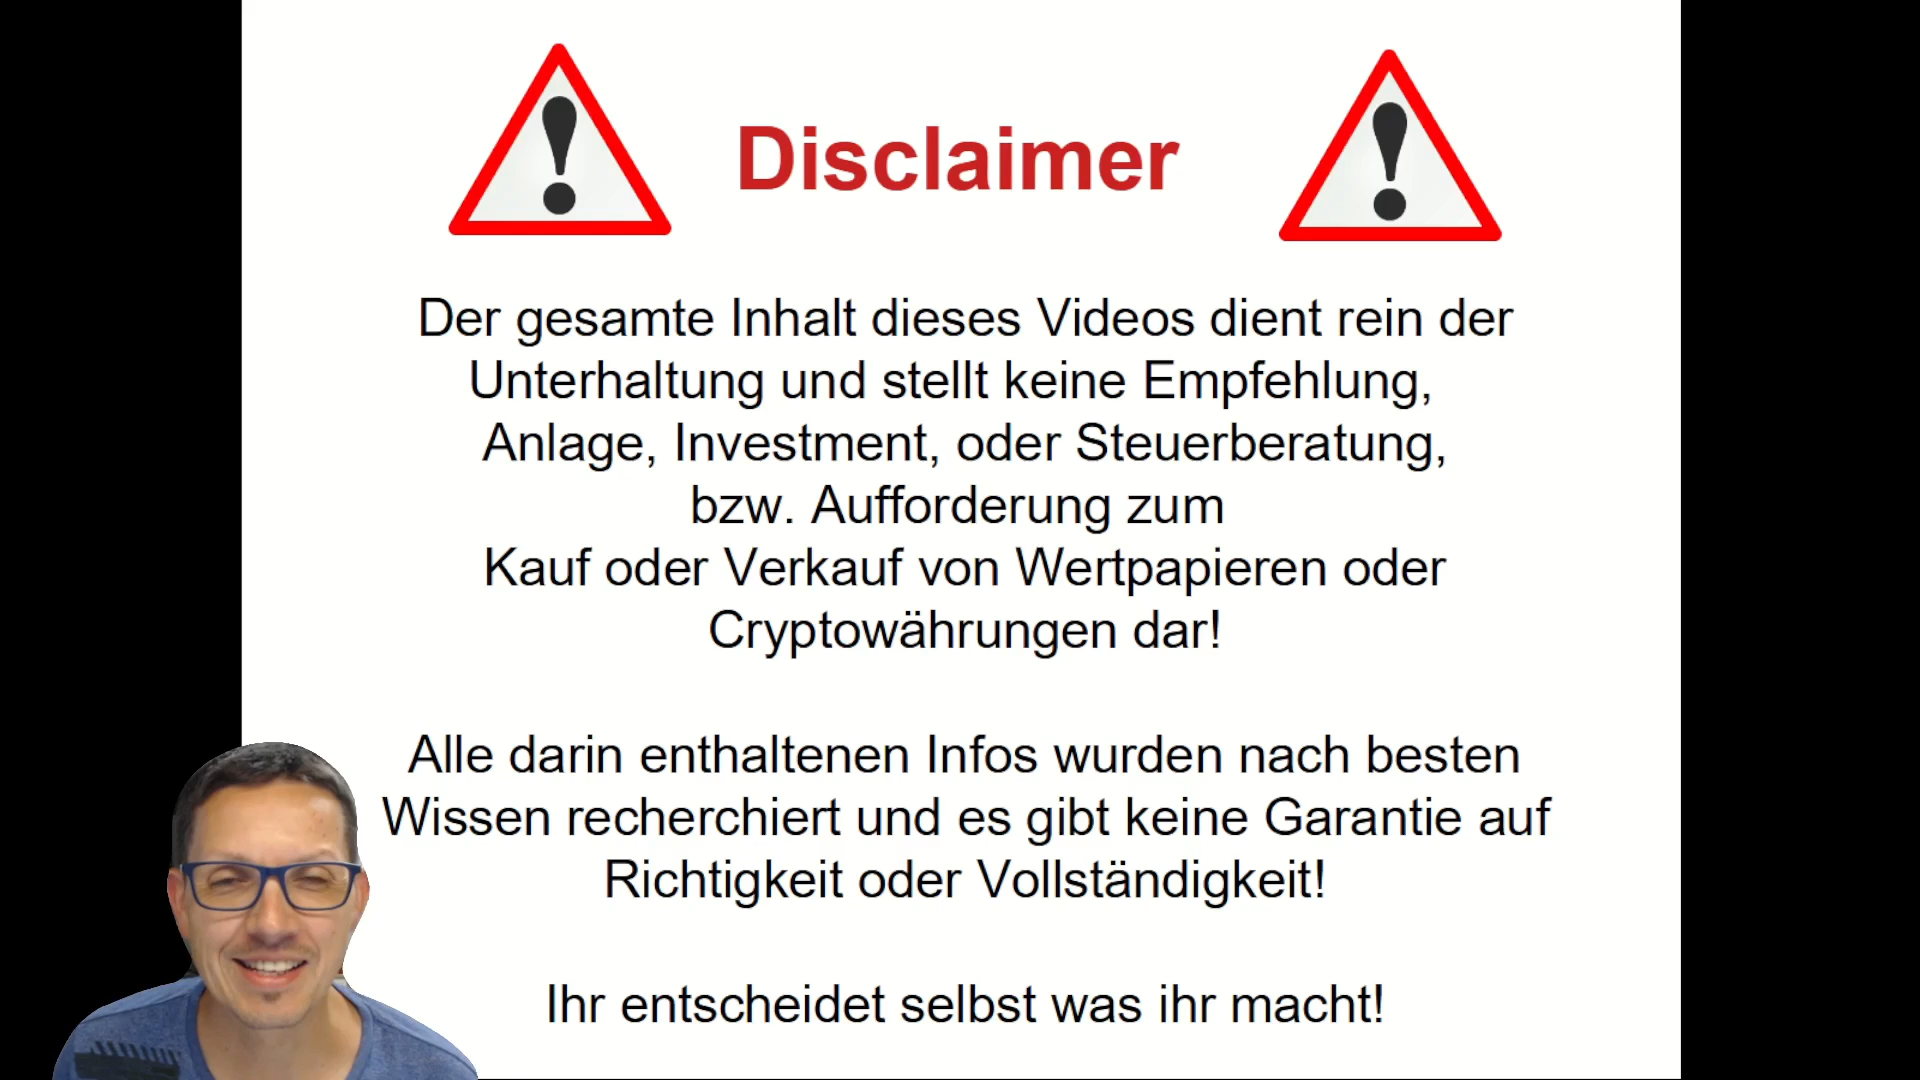 Disclaimer
Der gesamte Inhalt dieses Videos dient rein der
Unterhaltung und stellt keine Empfehlung,
Anlage, Investment, oder Steuerberatung,
bzw. Aufforderung zum
Kauf oder Verkauf von Wertpapieren oder
Cryptowährungen dar!
Alle darin enthaltenen Infos wurden nach besten
Wissen recherchiert und es gibt keine Garantie auf
Richtigkeit oder Vollständigkeit!
Ihr entscheidet selbst was ihr macht!